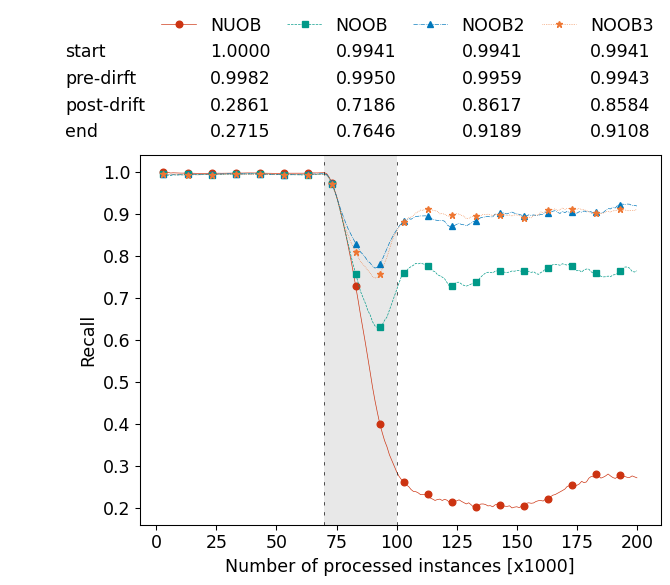 NUOB NOOB NOOB2 NOOB3
start 1.0000 0.9941 0.9941 0.9941
pre-dirft 0.9982 0.9950 0.9959 0.9943
post-drift 0.2861 0.7186 0.8617 0.8584
end 0.2715 0.7646 0.9189 0.9108
1.0
0.9
0.8
0.7
0.6
0.5
0.4
0.3
0.2
Recall
0 25 50 75 100 125 150 175 200
Number of processed instances [x1000]